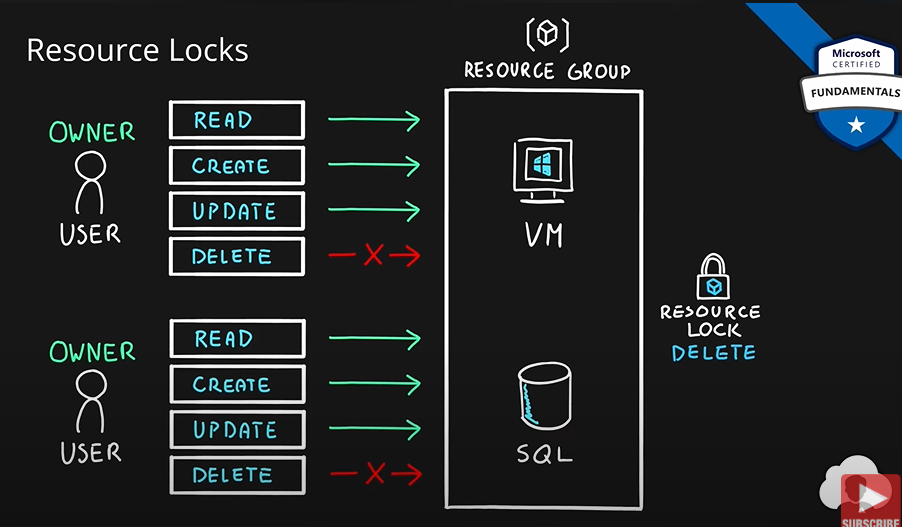 Resource Locks
RESOURCE GROUP
Microsoft
CERTIFIED
FUNDAMENTALS
OWNER
USER
READ
CREATE
UPDATE
DELETE
VM
RESOURCE
LOCK
DELETE
OWNER
USER
READ
CREATE
UPDATE
DELETE
SQL
SUBSCRIBE